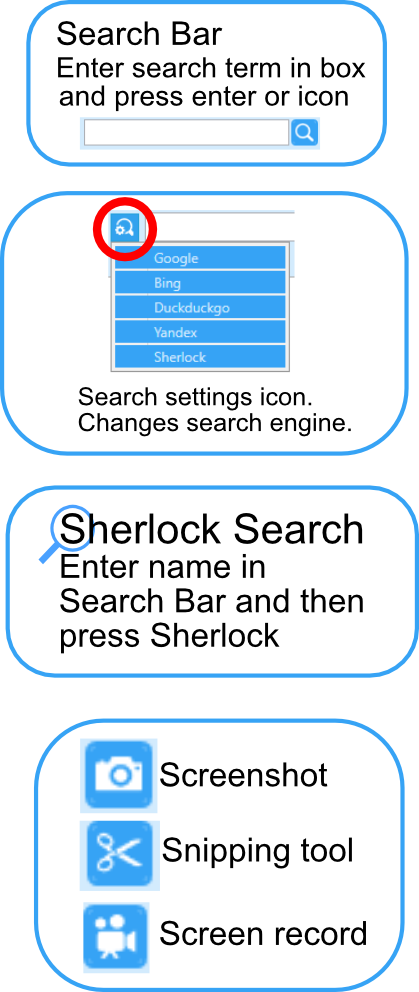 Search Bar
Enter search term in box
and press enter or icon
Google
Bing
Duckduckgo
Yandex
Sherlock
Search settings icon.
Changes search engine.
Sherlock Search
Enter name in
Search Bar and then
press Sherlock
Screenshot
Snipping tool
Screen record